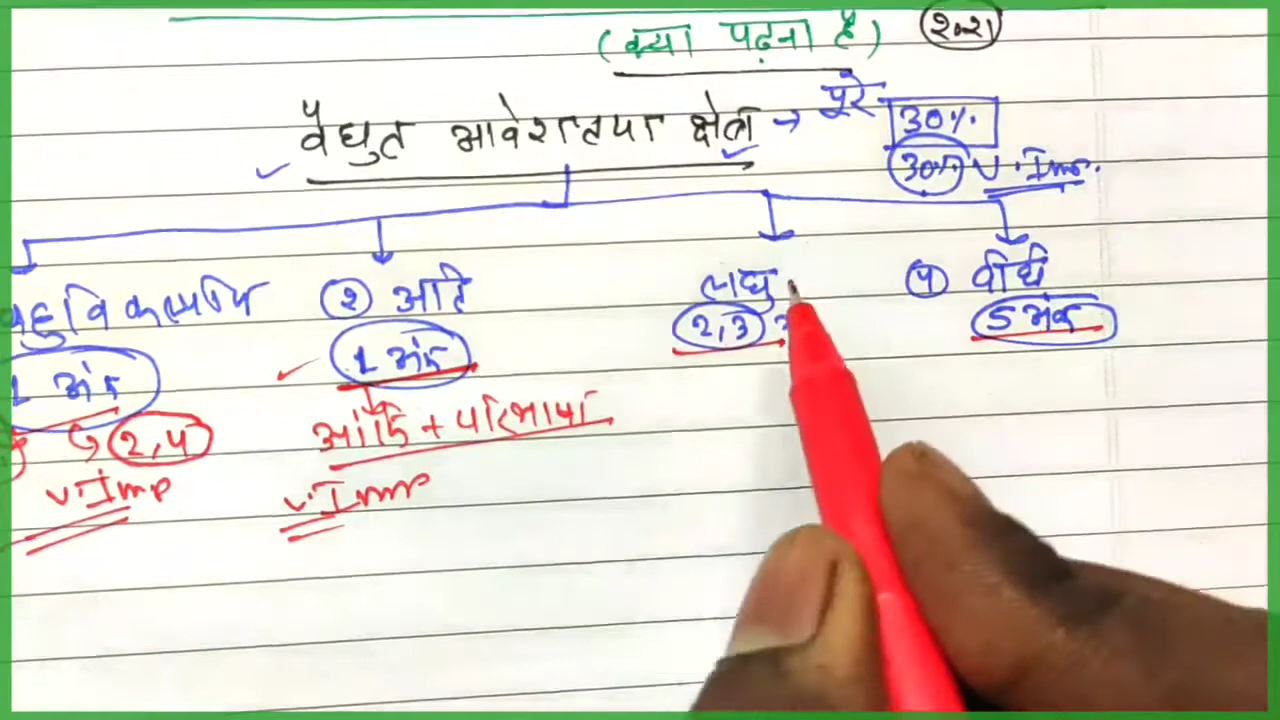 (क्या पढ़ना है) २०२१
वैधुत आवेश तथा क्षेत्र → पूरे 30%
30% V. Imp.
बहुविकल्पीय
② अति
लघु
④ दीर्घ
1 अंक
1 अंक
2,3
5 अंक
2,4
अति + परिभाषा
v.Imp
v.Imp